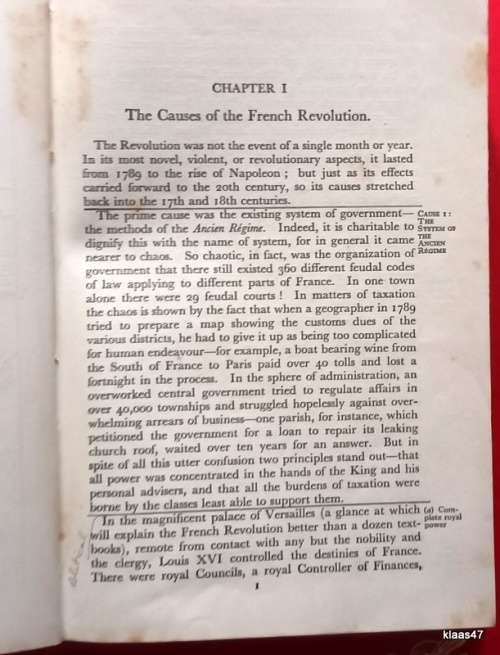 CHAPTER I
The Causes of the French Revolution.
The Revolution was not the event of a single month or year.
In its most novel, violent, or revolutionary aspects, it lasted
from 1789 to the rise of Napoleon ; but just as its effects
carried forward to the 20th century, so its causes stretched
back into the 17th and 18th centuries.
The prime cause was the existing system of government—
the methods of the Ancien Régime. Indeed, it is charitable to
dignify this with the name of system, for in general it came
nearer to chaos. So chaotic, in fact, was the organization of
government that there still existed 360 different feudal codes
of law applying to different parts of France. In one town
alone there were 29 feudal courts ! In matters of taxation
the chaos is shown by the fact that when a geographer in 1789
tried to prepare a map showing the customs dues of the
various districts, he had to give it up as being too complicated
for human endeavour—for example, a boat bearing wine from
the South of France to Paris paid over 40 tolls and lost a
fortnight in the process. In the sphere of administration, an
overworked central government tried to regulate affairs in
over 40,000 townships and struggled hopelessly against over-
whelming arrears of business—one parish, for instance, which
petitioned the government for a loan to repair its leaking
church roof, waited over ten years for an answer. But in
spite of all this utter confusion two principles stand out—that
all power was concentrated in the hands of the King and his
personal advisers, and that all the burdens of taxation were
borne by the classes least able to support them.
In the magnificent palace of Versailles (a glance at which
will explain the French Revolution better than a dozen text-
books), remote from contact with any but the nobility and
the clergy, Louis XVI controlled the destinies of France.
There were royal Councils, a royal Controller of Finances,
CAUSE 1 :
THE
SYSTEM OF
THE
ANCIEN
RÉGIME
(a) Com-
plete royal
power
1
klaas47